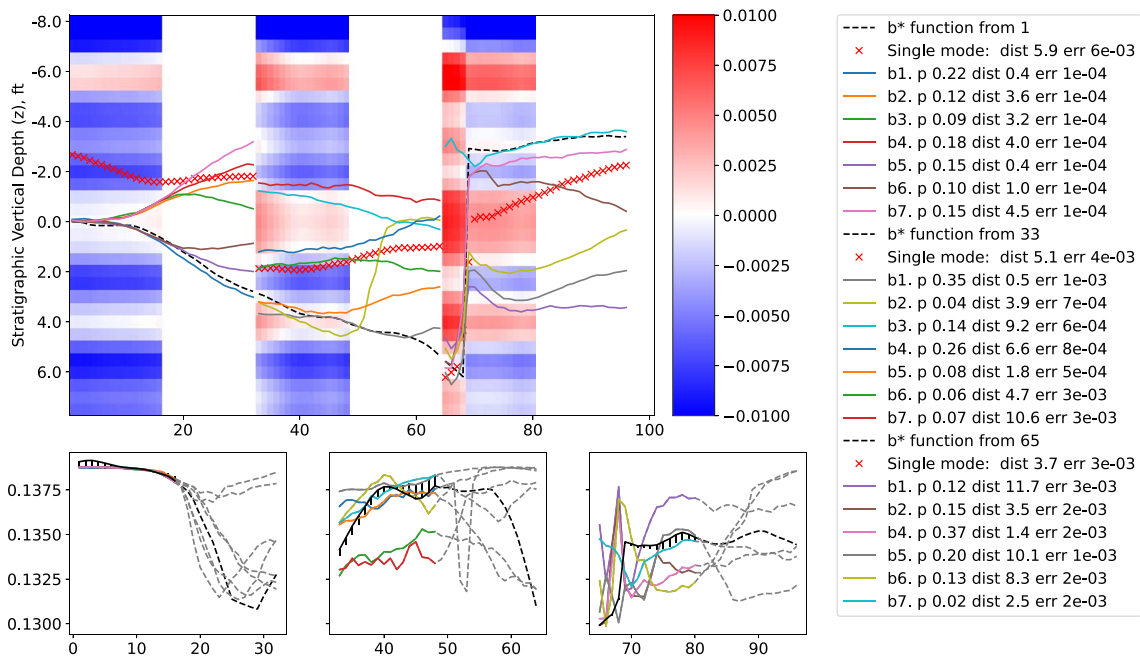 Stratigraphic Vertical Depth (z), ft
-8.0
-6.0
-4.0
-2.0
0.0
2.0
4.0
6.0
20
40
60
80
100
0.0100
0.0075
0.0050
0.0025
0.0000
−0.0025
−0.0050
−0.0075
−0.0100
0.1375
0.1350
0.1325
0.1300
0
10
20
30
40
50
60
70
80
90
b* function from 1
Single mode:  dist 5.9 err 6e-03
b1. p 0.22 dist 0.4 err 1e-04
b2. p 0.12 dist 3.6 err 1e-04
b3. p 0.09 dist 3.2 err 1e-04
b4. p 0.18 dist 4.0 err 1e-04
b5. p 0.15 dist 0.4 err 1e-04
b6. p 0.10 dist 1.0 err 1e-04
b7. p 0.15 dist 4.5 err 1e-04
b* function from 33
Single mode:  dist 5.1 err 4e-03
b1. p 0.35 dist 0.5 err 1e-03
b2. p 0.04 dist 3.9 err 7e-04
b3. p 0.14 dist 9.2 err 6e-04
b4. p 0.26 dist 6.6 err 8e-04
b5. p 0.08 dist 1.8 err 5e-04
b6. p 0.06 dist 4.7 err 3e-03
b7. p 0.07 dist 10.6 err 3e-03
b* function from 65
Single mode:  dist 3.7 err 3e-03
b1. p 0.12 dist 11.7 err 3e-03
b2. p 0.15 dist 3.5 err 2e-03
b4. p 0.37 dist 1.4 err 2e-03
b5. p 0.20 dist 10.1 err 1e-03
b6. p 0.13 dist 8.3 err 2e-03
b7. p 0.02 dist 2.5 err 2e-03